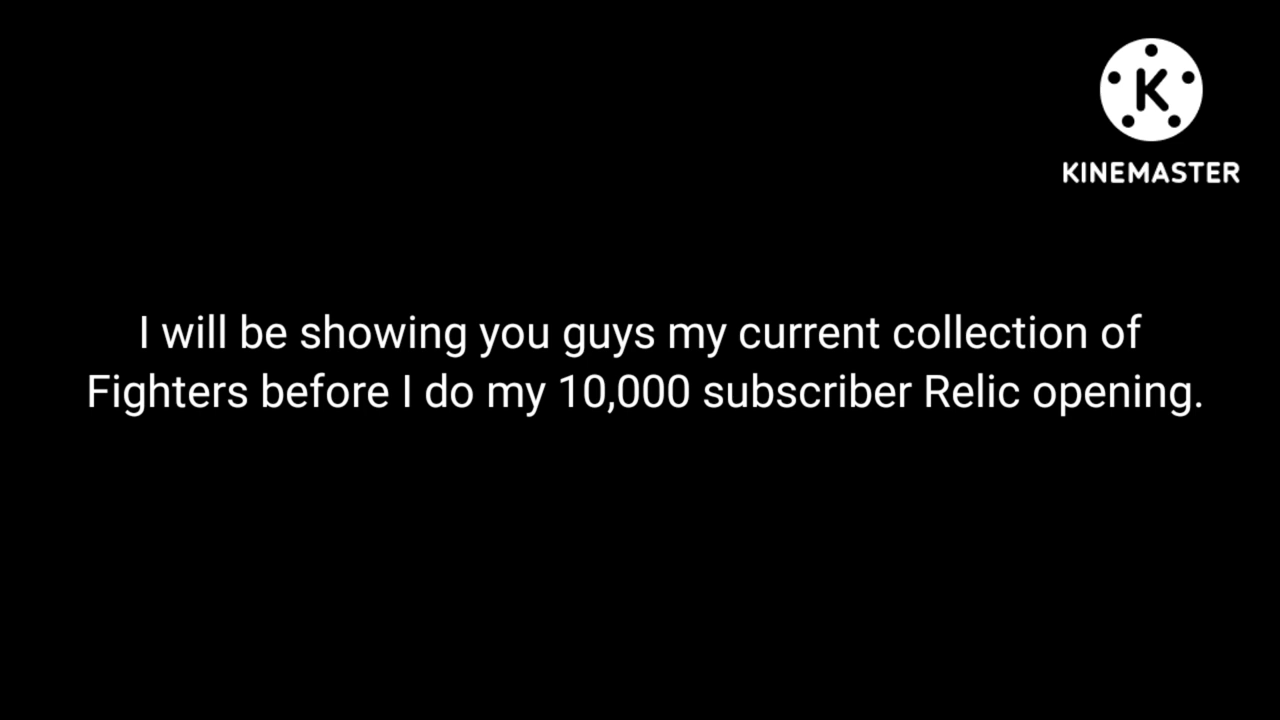 K
KINEMASTER
I will be showing you guys my current collection of
Fighters before I do my 10,000 subscriber Relic opening.